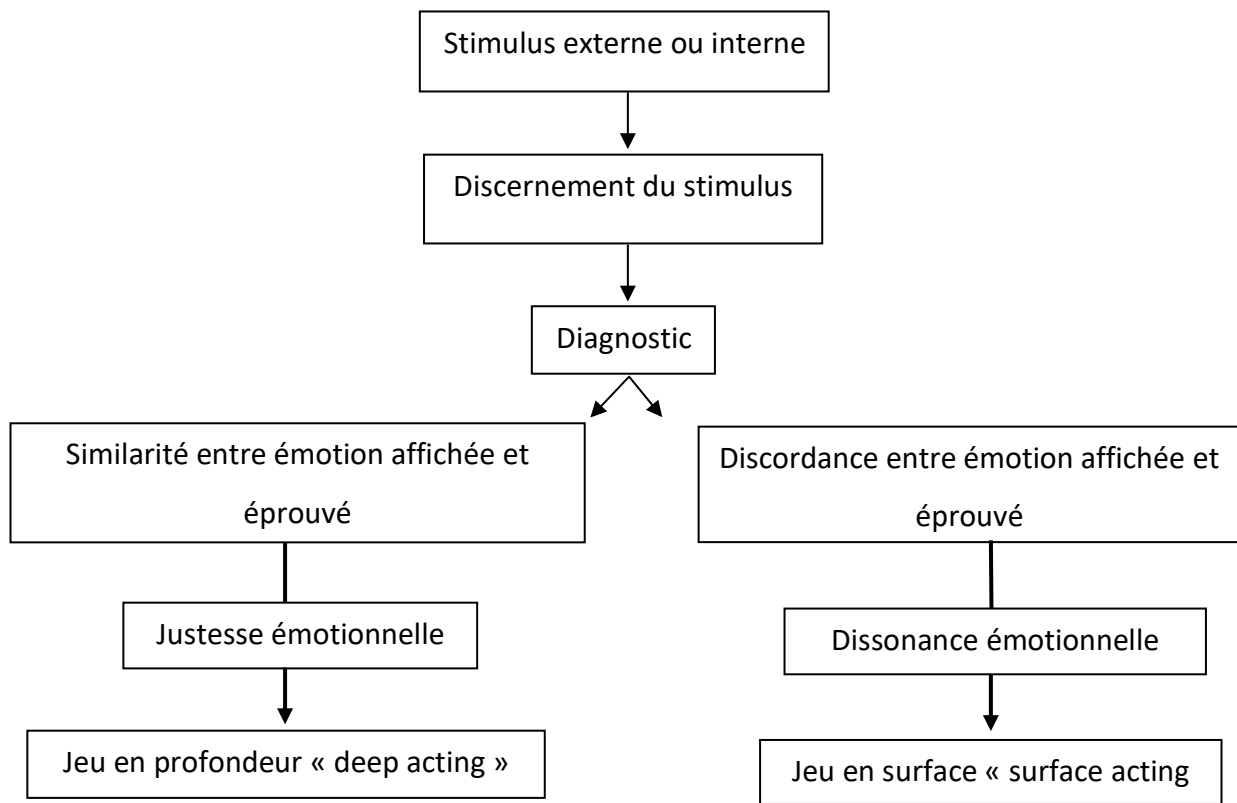 Stimulus externe ou interne
Discernement du stimulus
Diagnostic
Similarité entre émotion affichée et
éprouvé
Discordance entre émotion affichée et
éprouvé
Justesse émotionnelle
Dissonance émotionnelle
Jeu en profondeur « deep acting »
Jeu en surface « surface acting